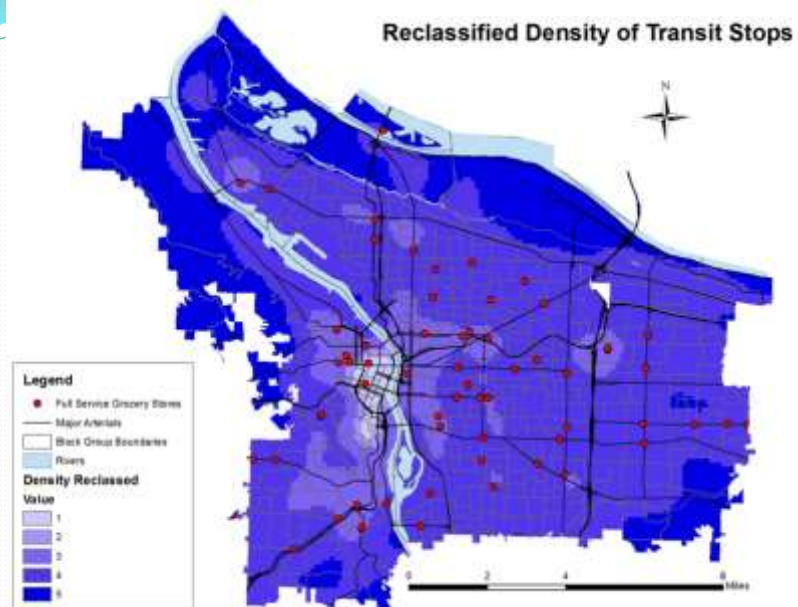 Reclassified Density of Transit Stops
N
Legend
Full Service Grocery Stores
Major Arterials
Block Group Boundaries
Rivers
Density Reclassed
Value
1
2
3
4
5
0 2 4 6
Miles